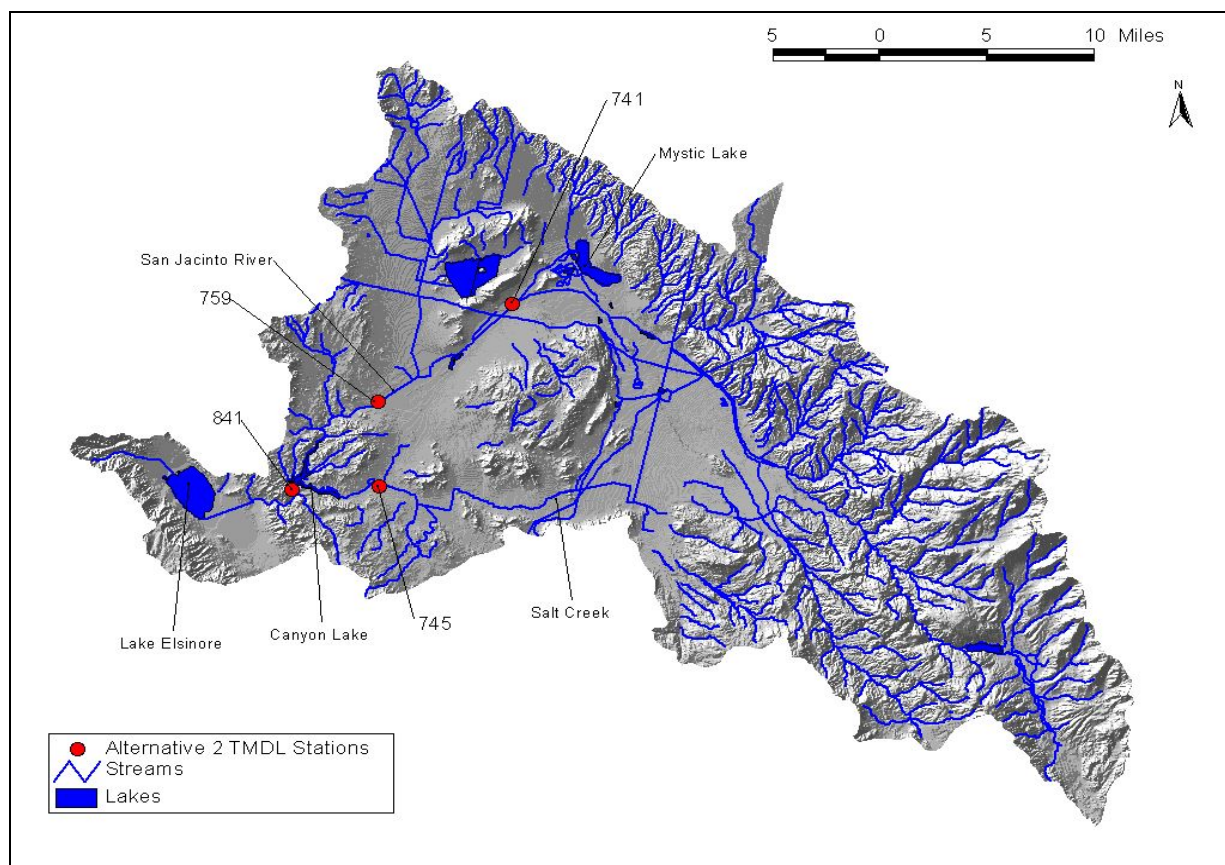 5 0 5 10 Miles
N
741
Mystic Lake
San Jacinto River
759
841
Lake Elsinore
Canyon Lake
745
Salt Creek
Alternative 2 TMDL Stations
Streams
Lakes